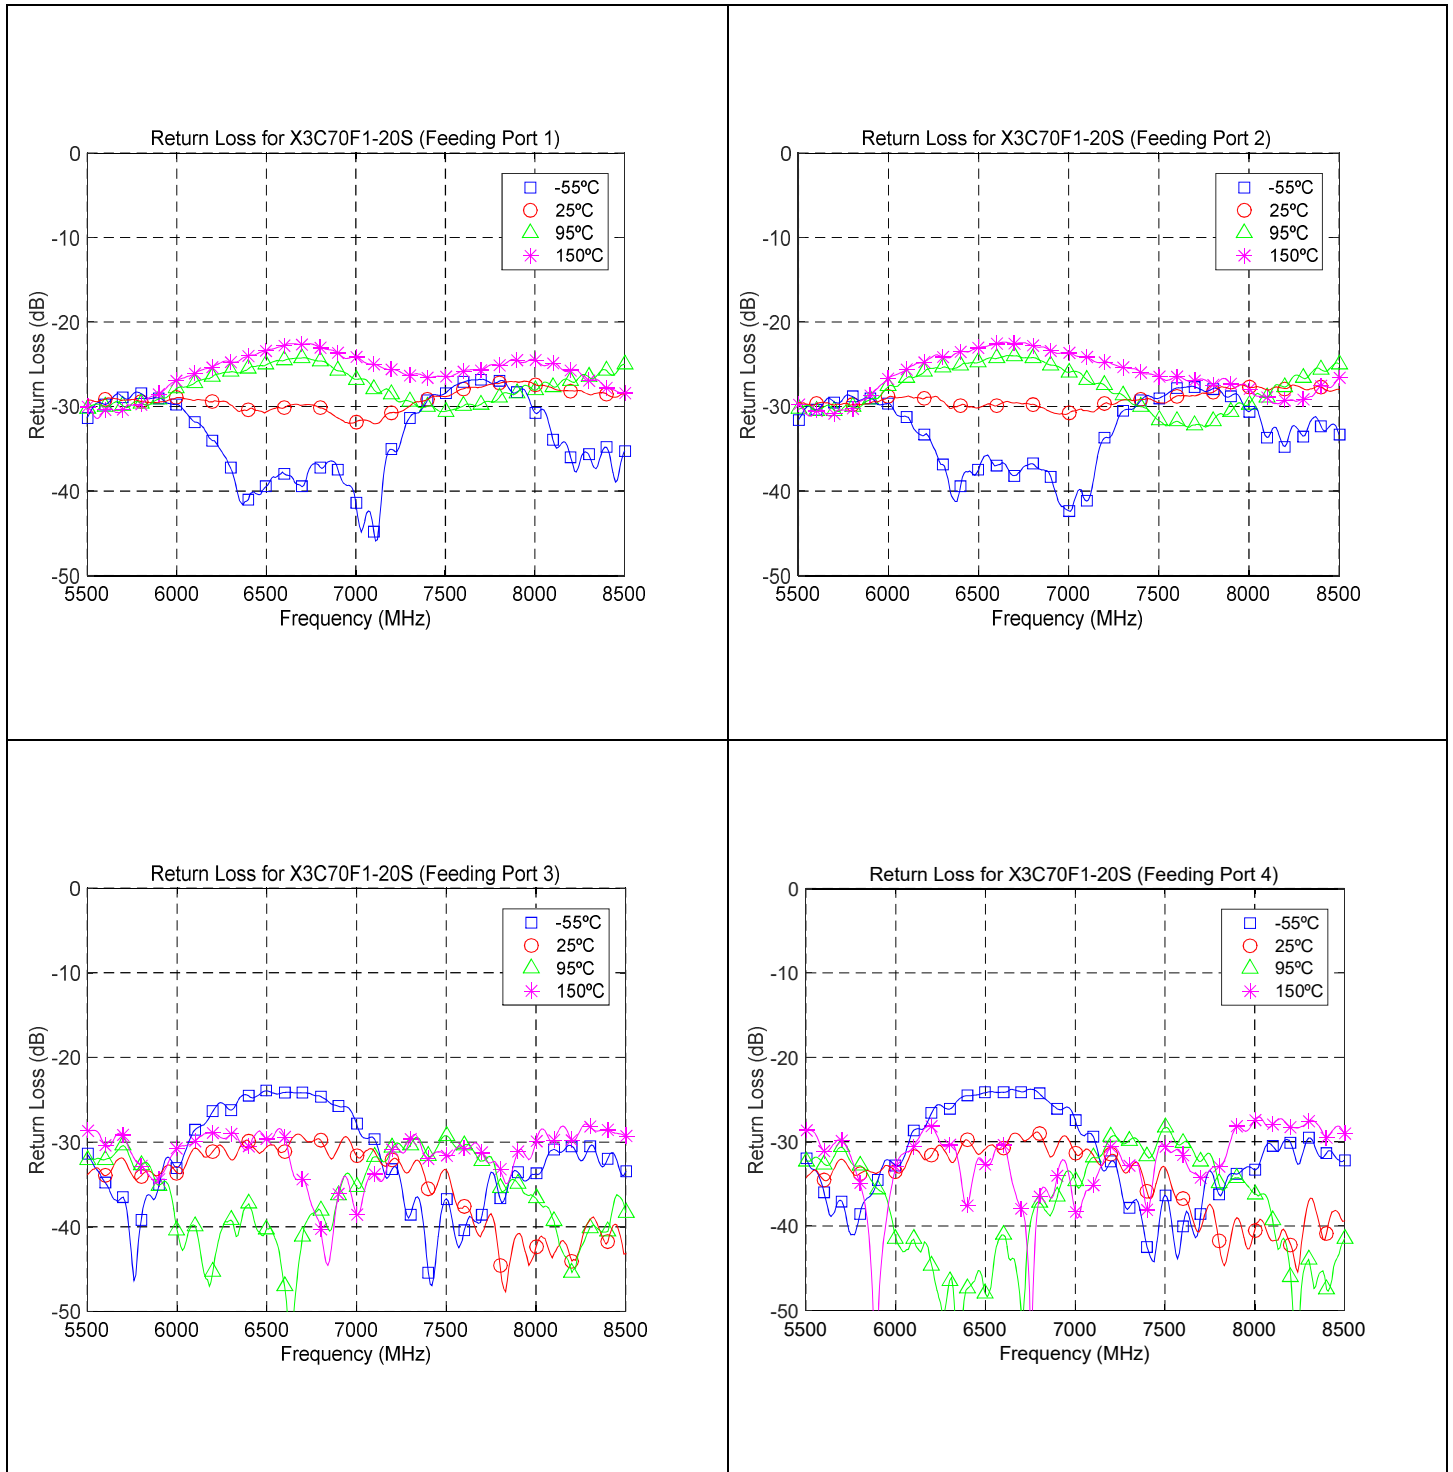 Return Loss for X3C70F1-20S (Feeding Port 1)
0
-10
-20
-30
-40
-50
Return Loss (dB)
-55ºC
25ºC
95ºC
150ºC
5500 6000 6500 7000 7500 8000 8500
Frequency (MHz)
Return Loss for X3C70F1-20S (Feeding Port 2)
0
-10
-20
-30
-40
-50
Return Loss (dB)
-55ºC
25ºC
95ºC
150ºC
5500 6000 6500 7000 7500 8000 8500
Frequency (MHz)
Return Loss for X3C70F1-20S (Feeding Port 3)
0
-10
-20
-30
-40
-50
Return Loss (dB)
-55ºC
25ºC
95ºC
150ºC
5500 6000 6500 7000 7500 8000 8500
Frequency (MHz)
Return Loss for X3C70F1-20S (Feeding Port 4)
0
-10
-20
-30
-40
-50
Return Loss (dB)
-55ºC
25ºC
95ºC
150ºC
5500 6000 6500 7000 7500 8000 8500
Frequency (MHz)